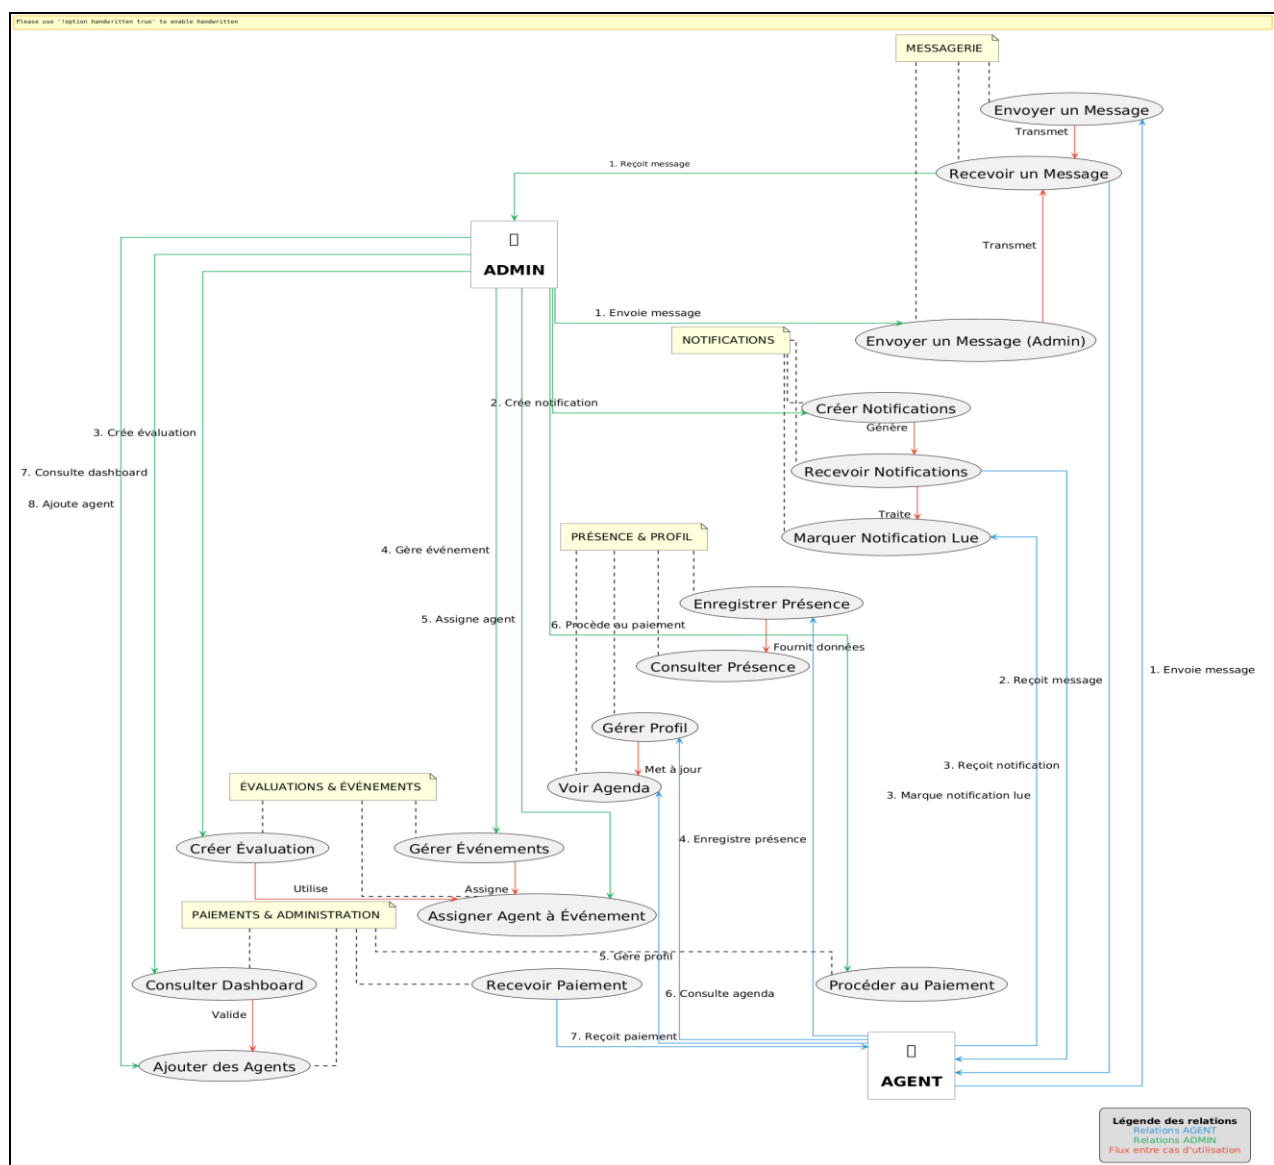 Please use '!option handwritten true' to enable handwritten
MESSAGERIE
Envoyer un Message
Transmet
1. Reçoit message
Recevoir un Message
ADMIN
Transmet
1. Envoie message
NOTIFICATIONS
Envoyer un Message (Admin)
2. Crée notification
Créer Notifications
Génère
3. Crée évaluation
7. Consulte dashboard
Recevoir Notifications
8. Ajoute agent
Traite
PRÉSENCE & PROFIL
Marquer Notification Lue
4. Gère événement
Enregistrer Présence
5. Assigne agent
6. Procède au paiement
Fournit données
Consulter Présence
1. Envoie message
2. Reçoit message
Gérer Profil
3. Reçoit notification
Met à jour
ÉVALUATIONS & ÉVÉNEMENTS
Voir Agenda
3. Marque notification lue
4. Enregistre présence
Créer Évaluation
Gérer Événements
Utilise
Assigne
PAIEMENTS & ADMINISTRATION
Assigner Agent à Événement
5. Gère profil
Consulter Dashboard
Recevoir Paiement
6. Consulte agenda
Procéder au Paiement
Valide
7. Reçoit paiement
Ajouter des Agents
AGENT
Légende des relations
Relations AGENT
Relations ADMIN
Flux entre cas d'utilisation